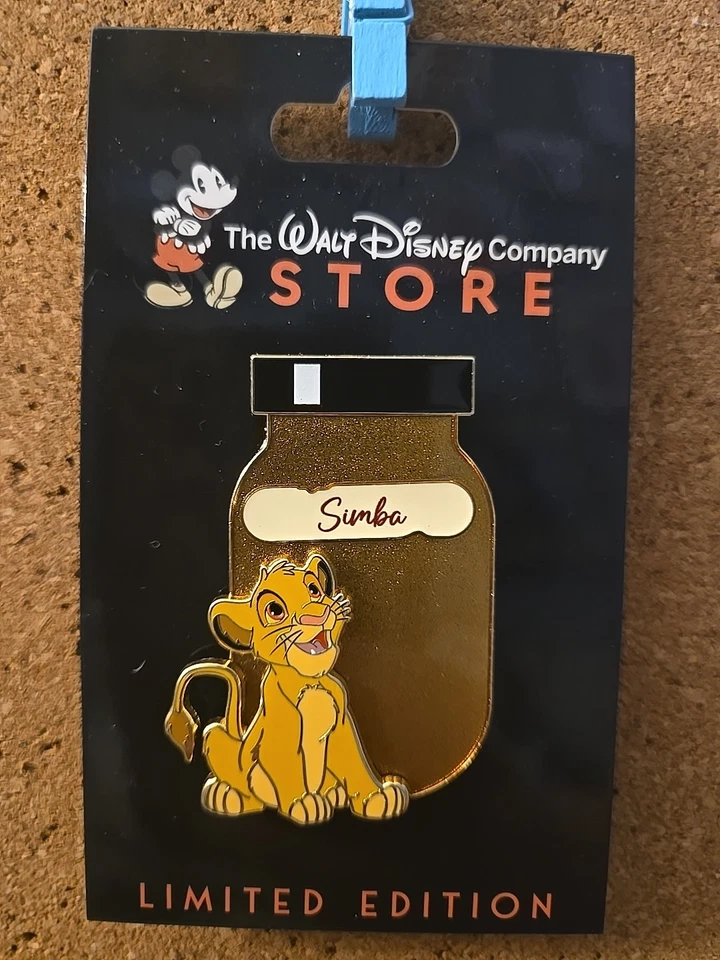 The Walt Disney Company
STORE
Simba
LIMITED EDITION